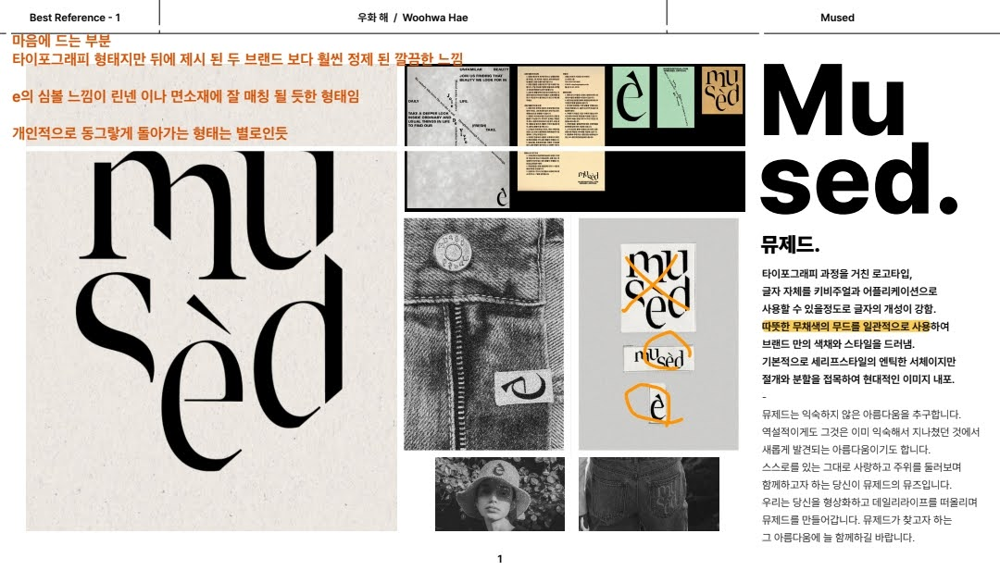 Best Reference - 1
우화 해 / Woohwa Hae
Mused
마음에 드는 부분
타이포그래피 형태지만 뒤에 제시 된 두 브랜드 보다 훨씬 정제 된 깔끔한 느낌
e의 심볼 느낌이 린넨 이나 면소재에 잘 매칭 될 듯한 형태임
개인적으로 동그랗게 돌아가는 형태는 별로인듯
mu
sèd
UNFAMILIAR BEAUTY
JOIN US FINDING THAT
BEAUTY WE LOOK FOR IN
DAILY
LIFE.
TAKE A DEEPER LOOK
INSIDE ORDINARY AND
USUAL THINGS IN LIFE
TO FIND OUR
(FRESH)
TAKE.
è
mu
sèd
musèd
è
è
mu
sèd
musèd
è
è
mu
sèd
Mu
sed.
뮤제드.
타이포그래피 과정을 거친 로고타입,
글자 자체를 키비주얼과 어플리케이션으로
사용할 수 있을정도로 글자의 개성이 강함.
따뜻한 무채색의 무드를 일관적으로 사용하여
브랜드 만의 색채와 스타일을 드러냄.
기본적으로 세리프스타일의 엔틱한 서체이지만
절개와 분할을 접목하여 현대적인 이미지 내포.
-
뮤제드는 익숙하지 않은 아름다움을 추구합니다.
역설적이게도 그것은 이미 익숙해서 지나쳤던 것에서
새롭게 발견되는 아름다움이기도 합니다.
스스로를 있는 그대로 사랑하고 주위를 둘러보며
함께하고자 하는 당신이 뮤제드의 뮤즈입니다.
우리는 당신을 형상화하고 데일리라이프를 떠올리며
뮤제드를 만들어갑니다. 뮤제드가 찾고자 하는
그 아름다움에 늘 함께하길 바랍니다.
1